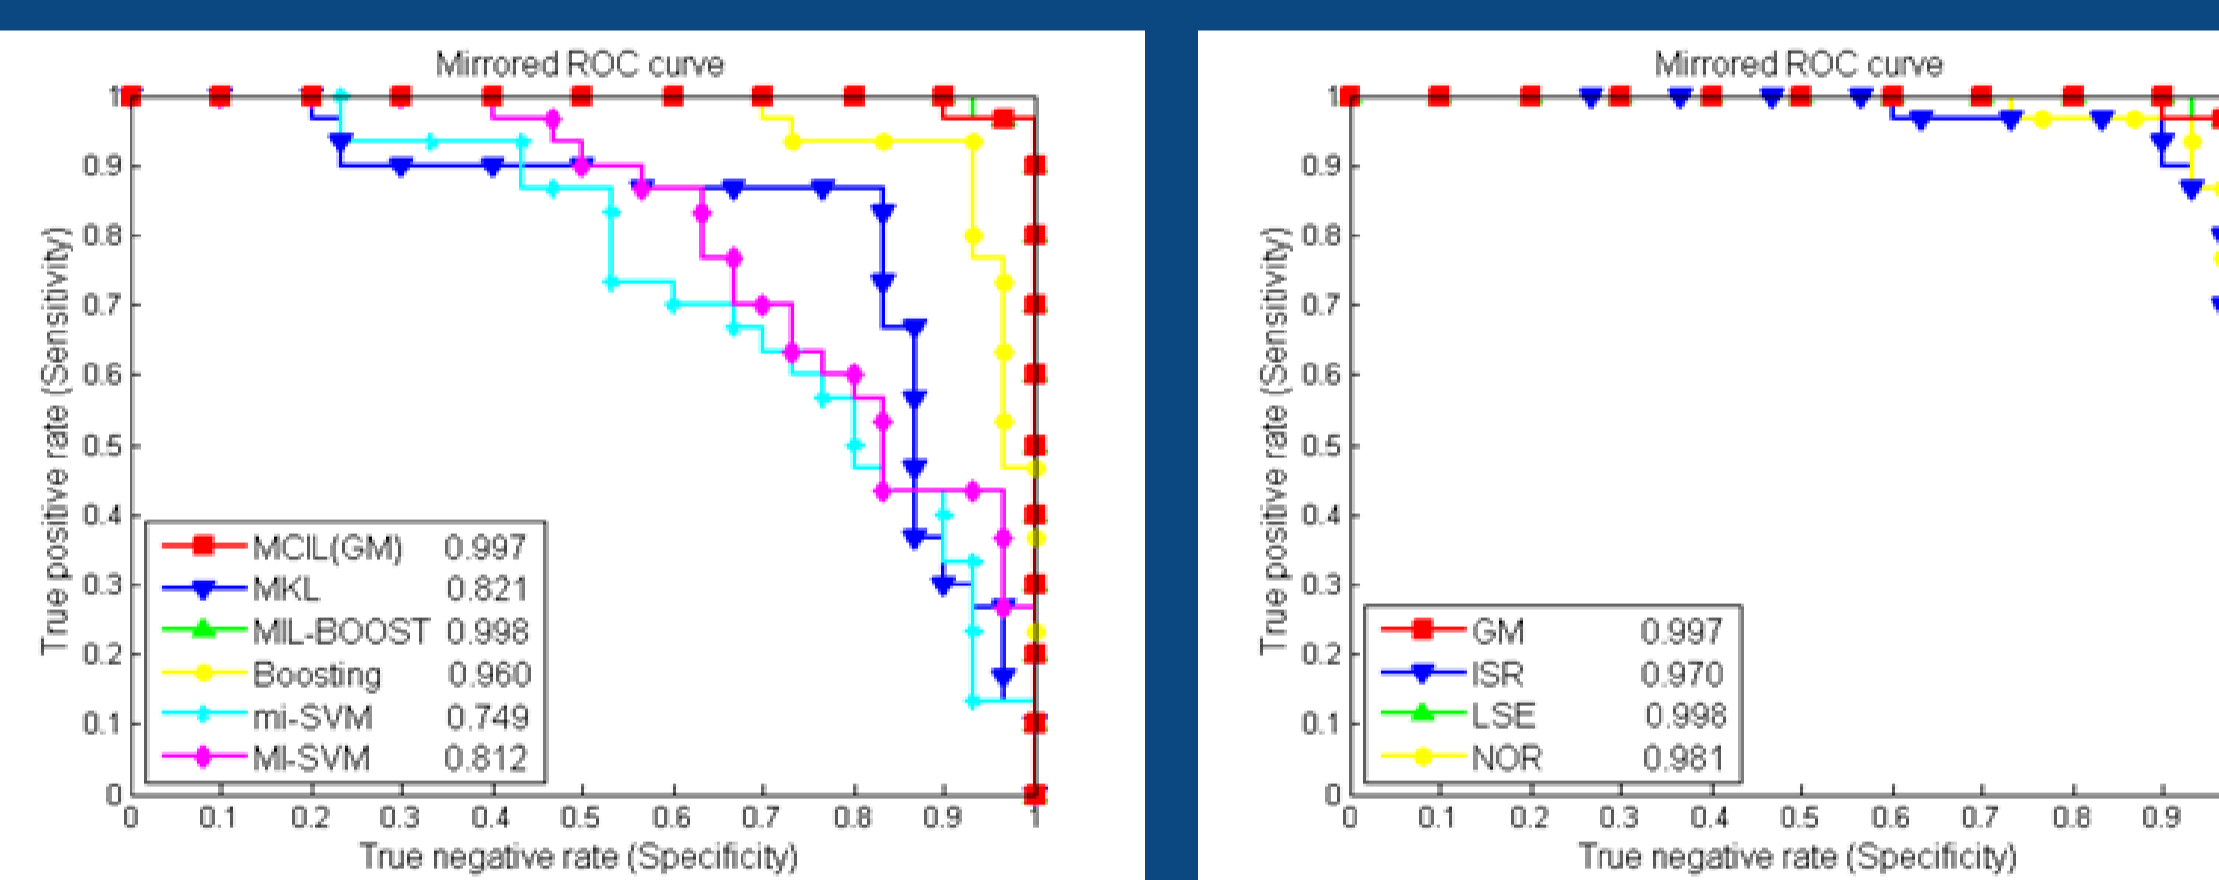 Mirrored ROC curve
True positive rate (Sensitivity)
1
0.9
0.8
0.7
0.6
0.5
0.4
0.3
0.2
0.1
0
MCIL(GM) 0.997
MKL 0.821
MIL-BOOST 0.998
Boosting 0.960
mi-SVM 0.749
MI-SVM 0.812
0 0.1 0.2 0.3 0.4 0.5 0.6 0.7 0.8 0.9 1
True negative rate (Specificity)
Mirrored ROC curve
True positive rate (Sensitivity)
1
0.9
0.8
0.7
0.6
0.5
0.4
0.3
0.2
0.1
0
GM 0.997
ISR 0.970
LSE 0.998
NOR 0.981
0 0.1 0.2 0.3 0.4 0.5 0.6 0.7 0.8 0.9
True negative rate (Specificity)